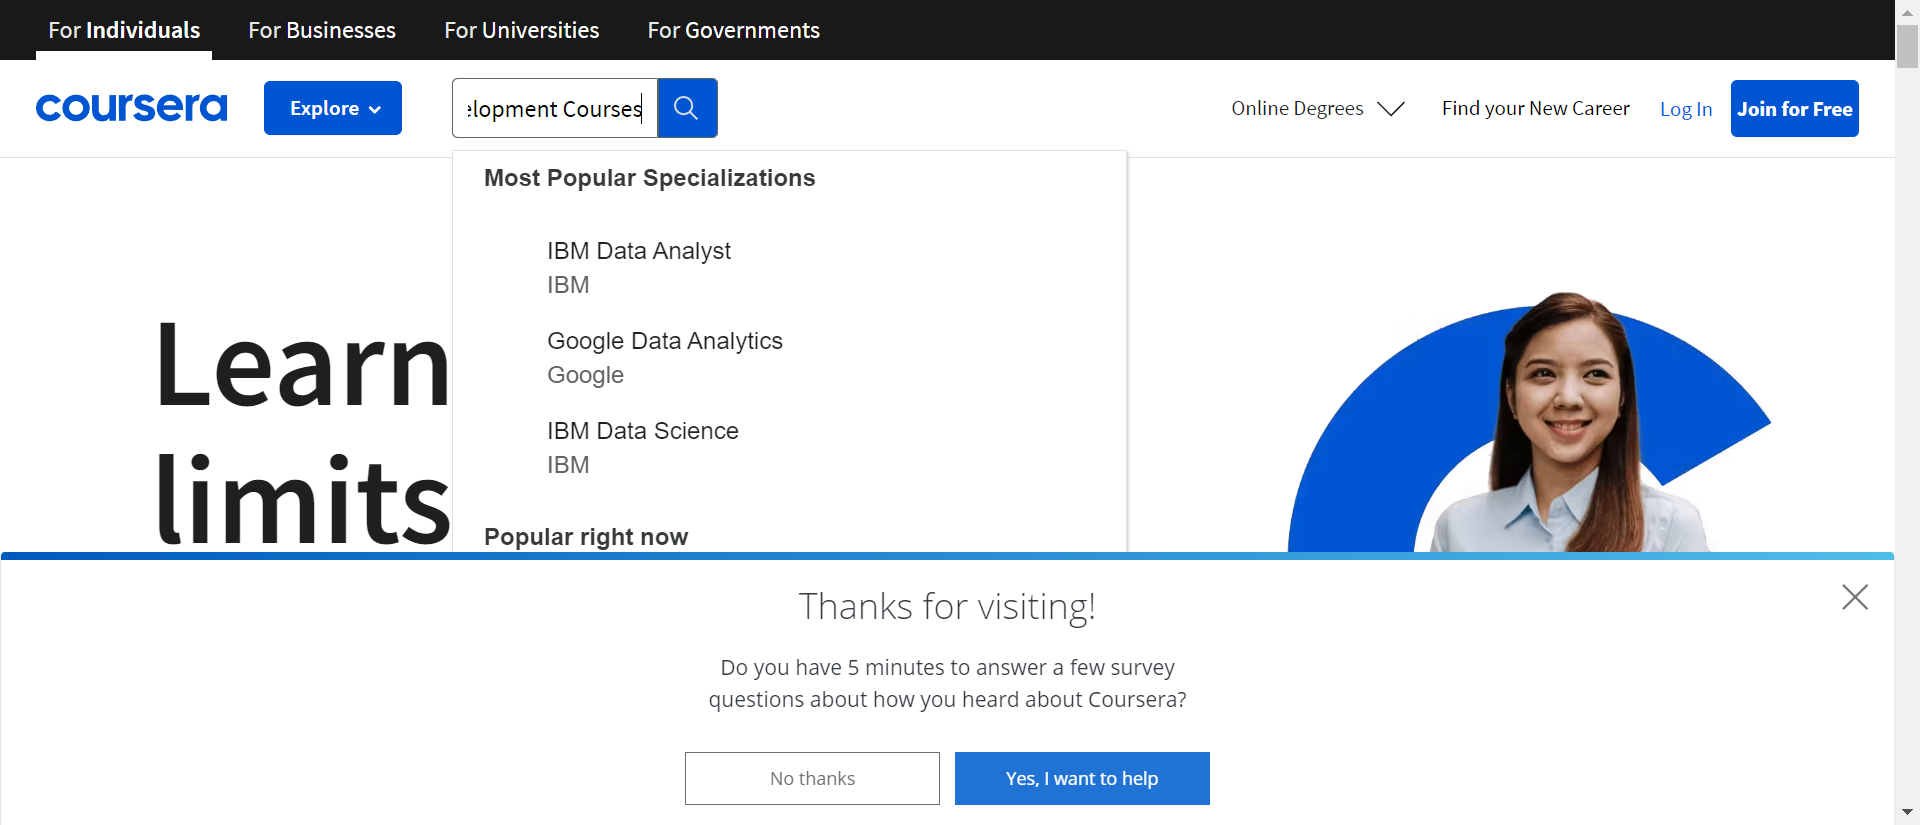 For Individuals
For Businesses
For Universities
For Governments
coursera
Explore
elopment Courses
Online Degrees
Find your New Career
Log In
Join for Free
Most Popular Specializations
IBM Data Analyst
IBM
Google Data Analytics
Google
IBM Data Science
IBM
Popular right now
Learn
limits
Thanks for visiting!
Do you have 5 minutes to answer a few survey
questions about how you heard about Coursera?
No thanks
Yes, I want to help